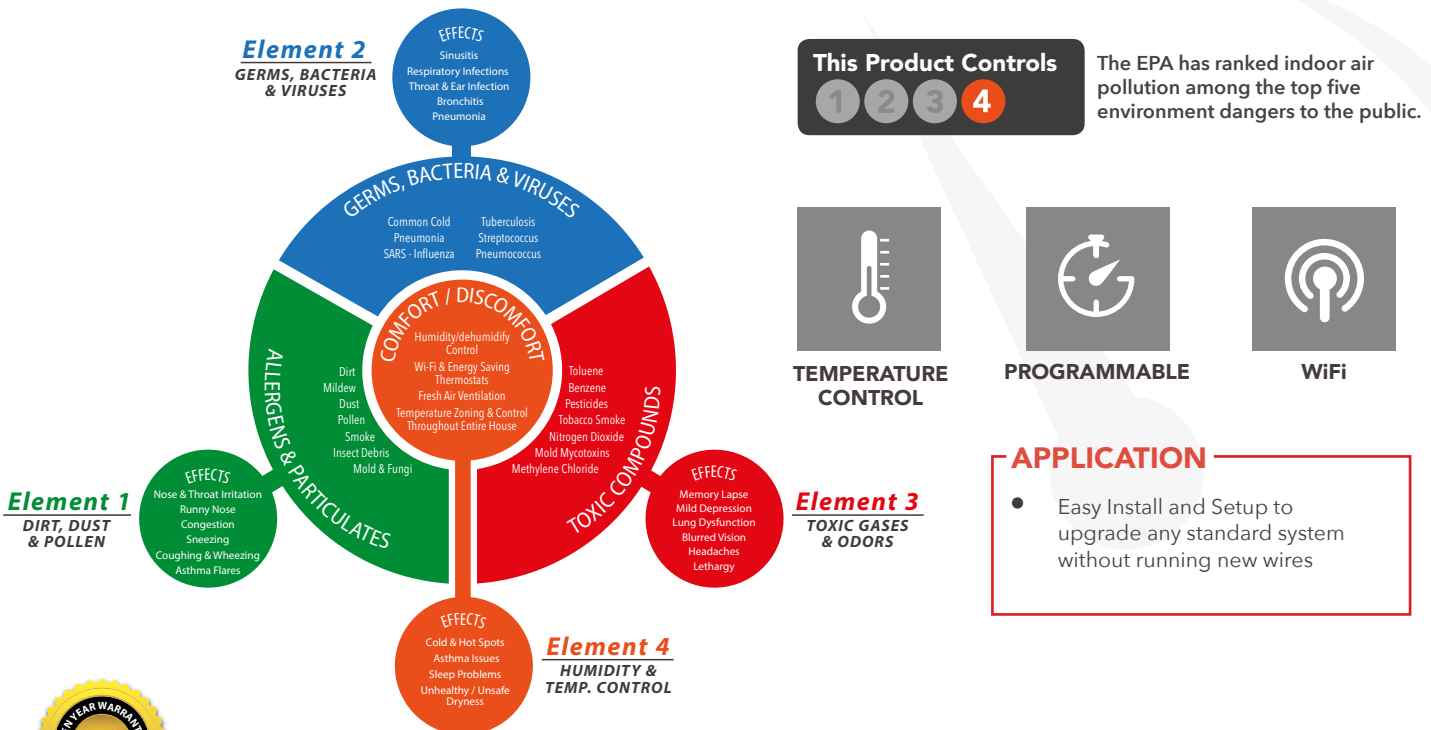 Element 2
GERMS, BACTERIA
& VIRUSES
EFFECTS
Sinusitis
Respiratory Infections
Throat & Ear Infection
Bronchitis
Pneumonia
GERMS, BACTERIA & VIRUSES
Common Cold
Pneumonia
SARS - Influenza
Tuberculosis
Streptococcus
Pneumococcus
COMFORT / DISCOMFORT
Humidity/dehumidify
Control
Wi-Fi & Energy Saving
Thermostats
Fresh Air Ventilation
Temperature Zoning & Control
Throughout Entire House
ALLERGENS & PARTICULATES
Dirt
Mildew
Dust
Pollen
Smoke
Insect Debris
Mold & Fungi
TOXIC COMPOUNDS
Toluene
Benzene
Pesticides
Tobacco Smoke
Nitrogen Dioxide
Mold Mycotoxins
Methylene Chloride
Element 1
DIRT, DUST
& POLLEN
EFFECTS
Nose & Throat Irritation
Runny Nose
Congestion
Sneezing
Coughing & Wheezing
Asthma Flares
EFFECTS
Memory Lapse
Mild Depression
Lung Dysfunction
Blurred Vision
Headaches
Lethargy
Element 3
TOXIC GASES
& ODORS
EFFECTS
Cold & Hot Spots
Asthma Issues
Sleep Problems
Unhealthy / Unsafe
Dryness
Element 4
HUMIDITY &
TEMP. CONTROL
YEAR
This Product Controls
1 2 3 4
The EPA has ranked indoor air
pollution among the top five
environment dangers to the public.
TEMPERATURE
CONTROL
PROGRAMMABLE
WiFi
APPLICATION
• Easy Install and Setup to
upgrade any standard system
without running new wires